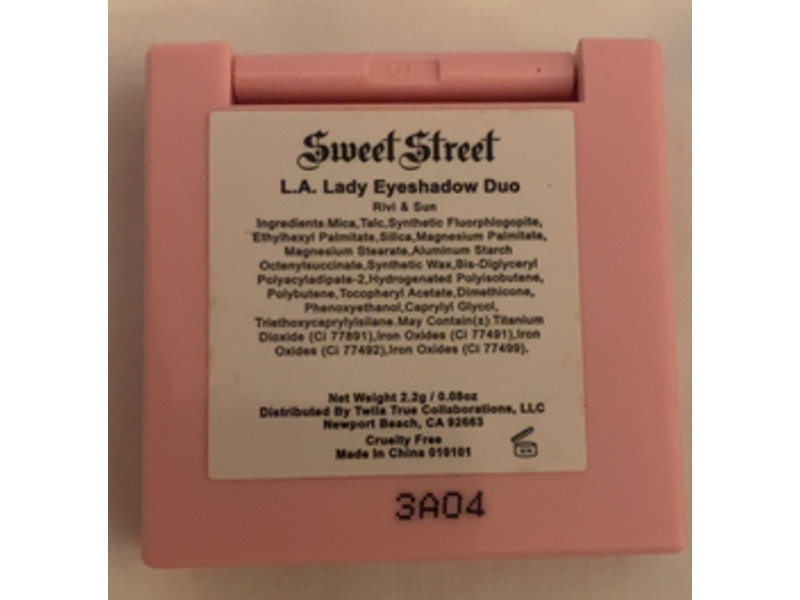 Sweet Street
L.A. Lady Eyeshadow Duo
Rivi & Sun
Ingredients:Mica,Talc,Synthetic Fluorphlogopite,
Ethylhexyl Palmitate,Silica,Magnesium Palmitate,
Magnesium Stearate,Aluminum Starch
Octenylsuccinate,Synthetic Wax,Bis-Diglyceryl
Polyacyladipate-2,Hydrogenated Polyisobutene,
Polybutene,Tocopheryl Acetate,Dimethicone,
Phenoxyethanol,Caprylyl Glycol,
Triethoxycaprylylsilane.May Contain(±):Titanium
Dioxide (Ci 77891),Iron Oxides (Ci 77491),Iron
Oxides (Ci 77492),Iron Oxides (Ci 77499).
Net Weight 2.2g / 0.08oz
Distributed By Twila True Collaborations, LLC
Newport Beach, CA 92663
Cruelty Free
Made In China 010101
3A04